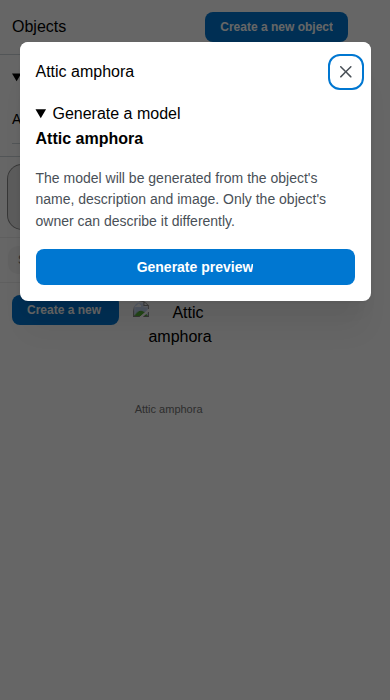 Objects
Create a new object
Attic amphora
Generate a model
Attic amphora
The model will be generated from the object's
name, description and image. Only the object's
owner can describe it differently.
Generate preview
Create a new
Attic
amphora
Attic amphora